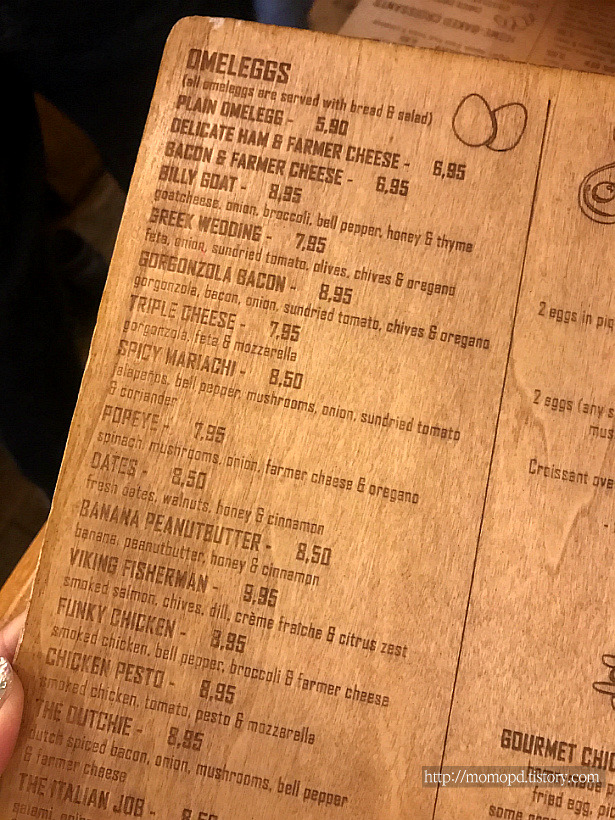 OMELEGGS
(all omeleggs are served with bread & salad)
PLAIN OMELEGG - 5,90
DELICATE HAM & FARMER CHEESE - 6,95
BACON & FARMER CHEESE - 6,95
BILLY GOAT - 8,95
goatcheese, onion, broccoli, bell pepper, honey & thyme
GREEK WEDDING - 7,95
feta, onion, sundried tomato, olives, chives & oregano
GORGONZOLA BACON - 8,95
gorgonzola, bacon, onion, sundried tomato, chives & oregano
TRIPLE CHEESE - 7,95
gorgonzola, feta & mozzarella
SPICY MARIACHI - 8,50
jalapeños, bell pepper, mushrooms, onion, sundried tomato
& coriander
POPEYE - 7,95
spinach, mushrooms, onion, farmer cheese & oregano
DATES - 8,50
fresh dates, walnuts, honey & cinnamon
BANANA PEANUTBUTTER - 8,50
banana, peanutbutter, honey & cinnamon
VIKING FISHERMAN - 9,95
smoked salmon, chives, dill, crème fraîche & citrus zest
FUNKY CHICKEN - 8,95
smoked chicken, bell pepper, broccoli & farmer cheese
CHICKEN PESTO - 8,95
smoked chicken, tomato, pesto & mozzarella
THE DUTCHIE - 8,95
dutch spiced bacon, onion, mushrooms, bell pepper
& farmer cheese
THE ITALIAN JOB -
2 eggs in
2 eggs (any
Croissant
GOURMET
fried egg,
some
http://momopd.tistory.com